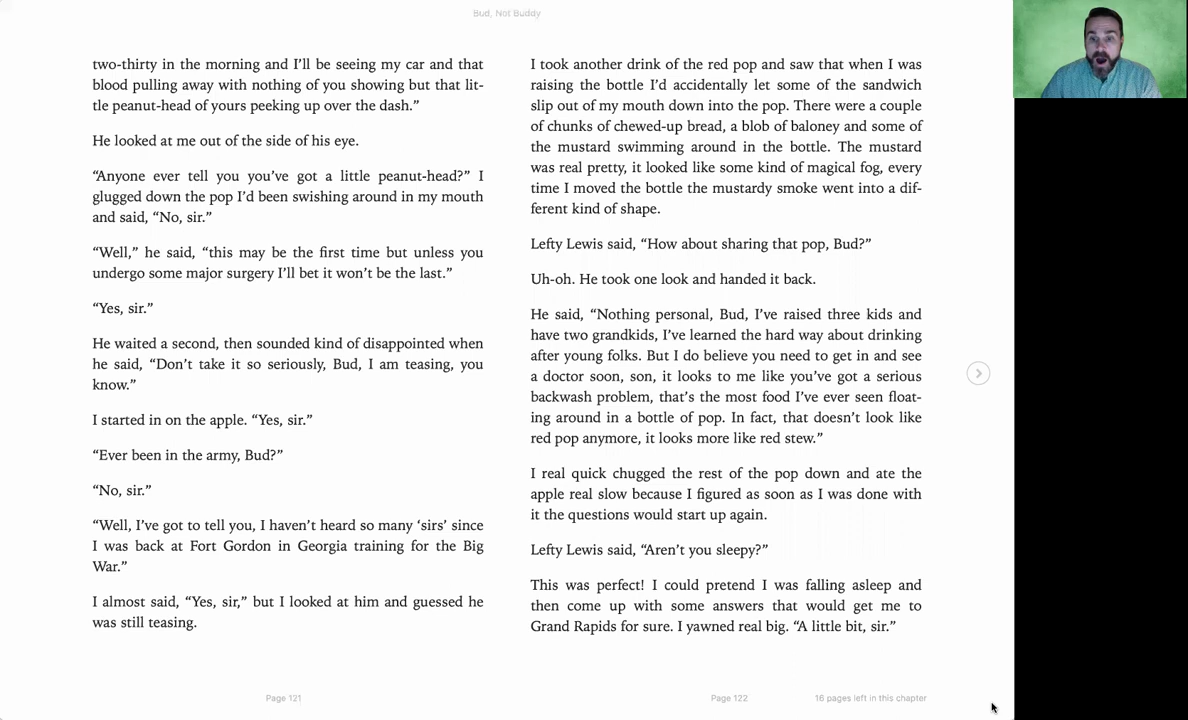 Bud, Not Buddy
two-thirty in the morning and I’ll be seeing my car and that
blood pulling away with nothing of you showing but that lit-
tle peanut-head of yours peeking up over the dash.”
He looked at me out of the side of his eye.
“Anyone ever tell you you’ve got a little peanut-head?” I
glugged down the pop I’d been swishing around in my mouth
and said, “No, sir.”
“Well,” he said, “this may be the first time but unless you
undergo some major surgery I’ll bet it won’t be the last.”
“Yes, sir.”
He waited a second, then sounded kind of disappointed when
he said, “Don’t take it so seriously, Bud, I am teasing, you
know.”
I started in on the apple. “Yes, sir.”
“Ever been in the army, Bud?”
“No, sir.”
“Well, I’ve got to tell you, I haven’t heard so many ‘sirs’ since
I was back at Fort Gordon in Georgia training for the Big
War.”
I almost said, “Yes, sir,” but I looked at him and guessed he
was still teasing.
Page 121
I took another drink of the red pop and saw that when I was
raising the bottle I’d accidentally let some of the sandwich
slip out of my mouth down into the pop. There were a couple
of chunks of chewed-up bread, a blob of baloney and some of
the mustard swimming around in the bottle. The mustard
was real pretty, it looked like some kind of magical fog, every
time I moved the bottle the mustardy smoke went into a dif-
ferent kind of shape.
Lefty Lewis said, “How about sharing that pop, Bud?”
Uh-oh. He took one look and handed it back.
He said, “Nothing personal, Bud, I’ve raised three kids and
have two grandkids, I’ve learned the hard way about drinking
after young folks. But I do believe you need to get in and see
a doctor soon, son, it looks to me like you’ve got a serious
backwash problem, that’s the most food I’ve ever seen float-
ing around in a bottle of pop. In fact, that doesn’t look like
red pop anymore, it looks more like red stew.”
I real quick chugged the rest of the pop down and ate the
apple real slow because I figured as soon as I was done with
it the questions would start up again.
Lefty Lewis said, “Aren’t you sleepy?”
This was perfect! I could pretend I was falling asleep and
then come up with some answers that would get me to
Grand Rapids for sure. I yawned real big. “A little bit, sir.”
Page 122
16 pages left in this chapter